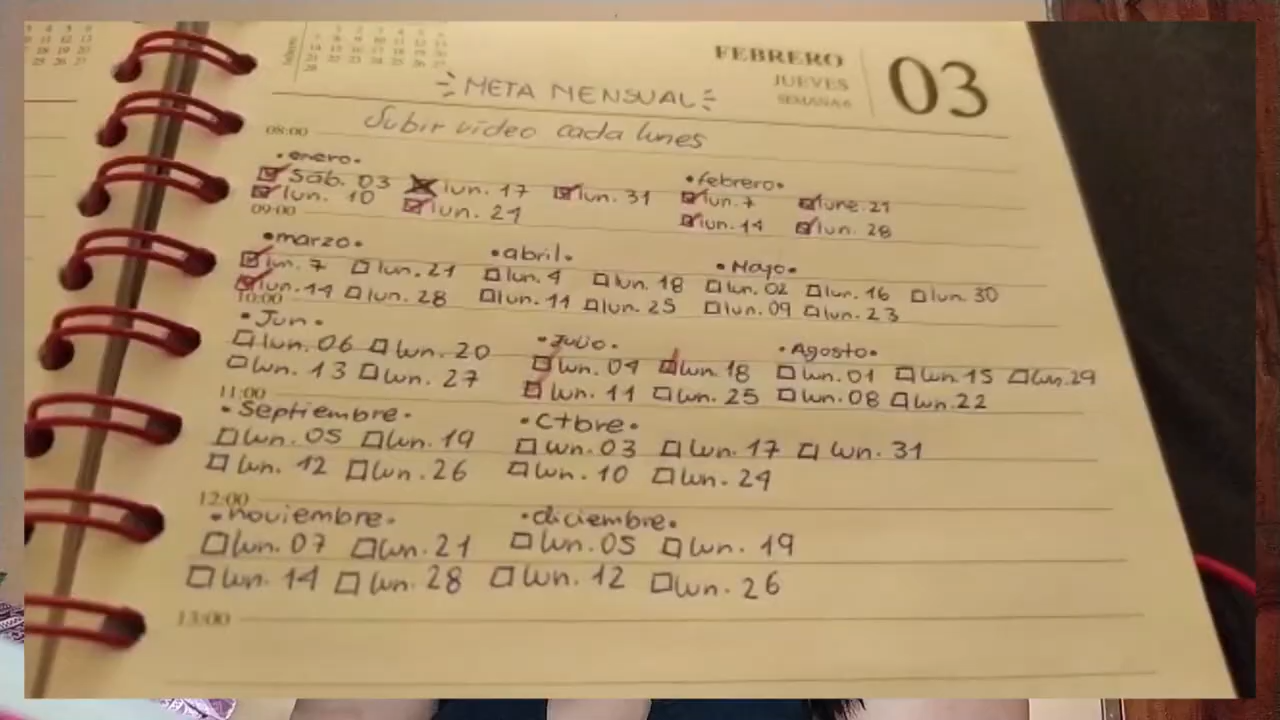 FEBRERO
JUEVES
SEMANA 6
03
META MENSUAL
Subir video cada lunes
08:00
•enero•
•febrero•
Sáb. 03 lun. 17 lun. 31 lun. 7 lune. 21
lun. 10 lun. 24 lun. 14 lun. 28
09:00
•marzo• •abril• •Mayo•
lun. 7 lun. 21 lun. 4 lun. 18 lun. 02 lun. 16 lun. 30
lun. 14 lun. 28 lun. 11 lun. 25 lun. 09 lun. 23
10:00
•Jun• •Julio• •Agosto•
lun. 06 lun. 20 lun. 04 lun. 18 lun. 01 lun. 15 lun. 29
lun. 13 lun. 27 lun. 11 lun. 25 lun. 08 lun. 22
11:00
•Septiembre• •Ctbre•
lun. 05 lun. 19 lun. 03 lun. 17 lun. 31
lun. 12 lun. 26 lun. 10 lun. 24
12:00
•noviembre• •diciembre•
lun. 07 lun. 21 lun. 05 lun. 19
lun. 14 lun. 28 lun. 12 lun. 26
13:00